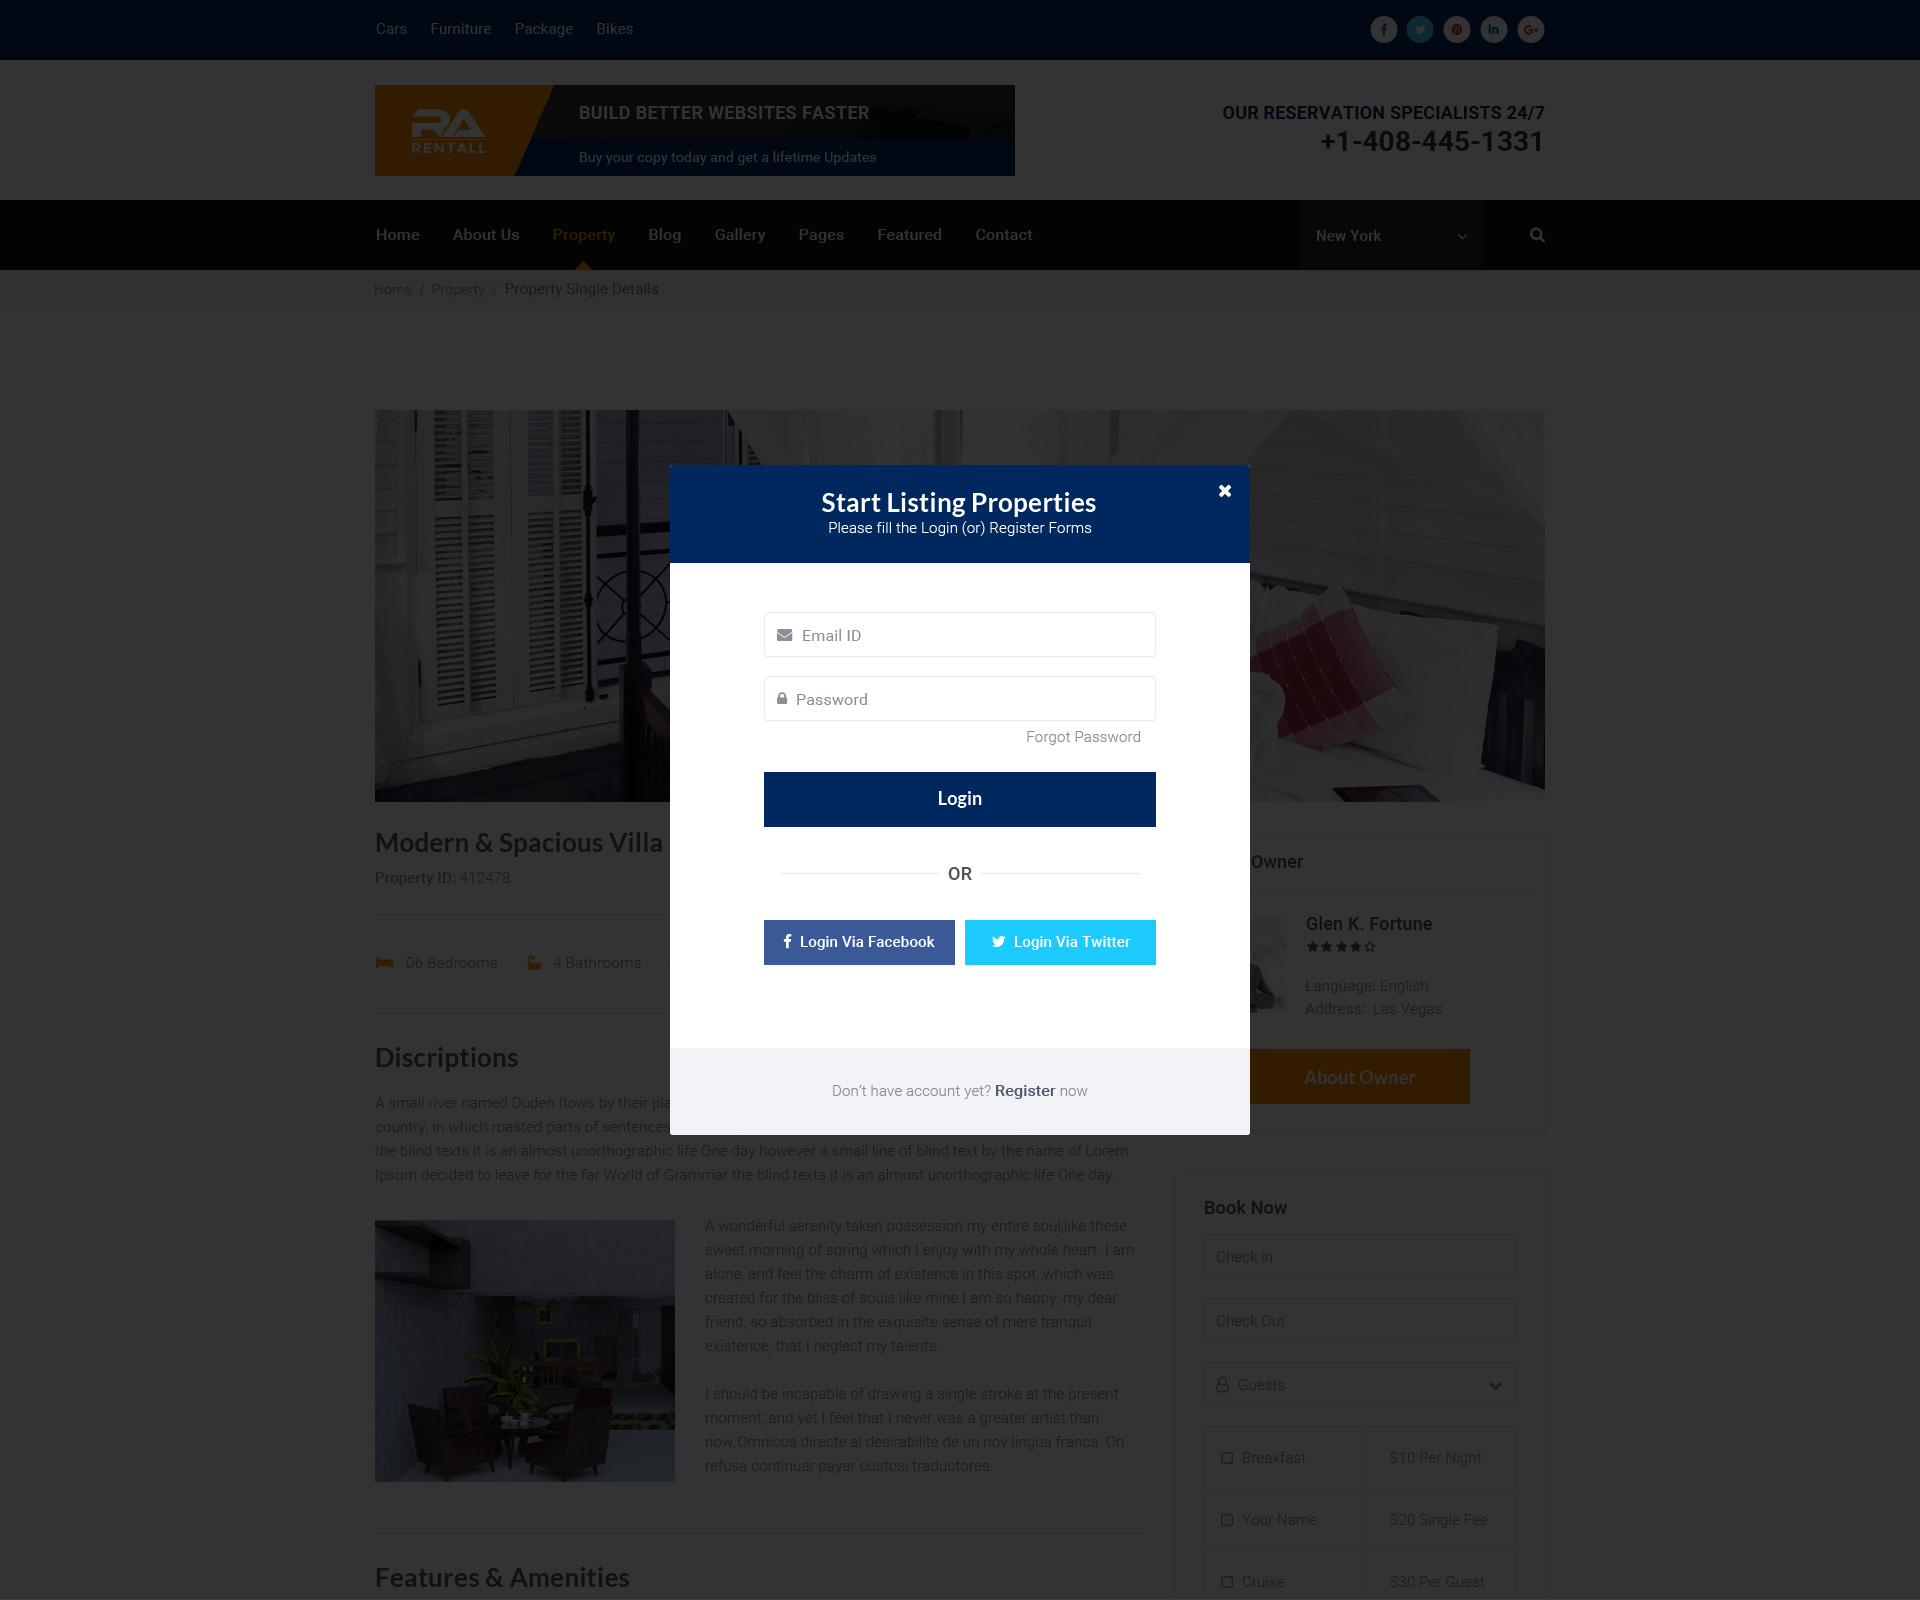 Cars Furniture Package Bikes
RA
RENTALL
BUILD BETTER WEBSITES FASTER
Buy your copy today and get a lifetime Updates
OUR RESERVATION SPECIALISTS 24/7
+1-408-445-1331
Home About Us Property Blog Gallery Pages Featured Contact
New York
Home / Property / Property Single Details
Start Listing Properties
Please fill the Login (or) Register Forms
Email ID
Password
Forgot Password
Login
OR
Login Via Facebook
Login Via Twitter
Don't have account yet? Register now
Modern & Spacious Villa
Property ID: 412478
06 Bedrooms 4 Bathrooms
Discriptions
A small river named Duden flows by their pla
country, in which roasted parts of sentences
the blind texts it is an almost unorthographic life One day however a small line of blind text by the name of Lorem
Ipsum decided to leave for the far World of Grammar the blind texts it is an almost unorthographic life One day.
A wonderful serenity taken possession my entire soul,like these
sweet morning of spring which I enjoy with my whole heart. I am
alone, and feel the charm of existence in this spot, which was
created for the bliss of souls like mine.I am so happy, my dear
friend, so absorbed in the exquisite sense of mere tranquil
existence, that I neglect my talents.
I should be incapable of drawing a single stroke at the present
moment; and yet I feel that I never was a greater artist than
now.Omnicos directe al desirabilite de un nov lingua franca: On
refusa continuar payar custosi traductores.
Features & Amenities
Owner
Glen K. Fortune
Language: English
Address: Las Vegas
About Owner
Book Now
Check in
Check Out
Guests
Breakfast $10 Per Night
Your Name $20 Single Fee
Cruise $30 Per Guest